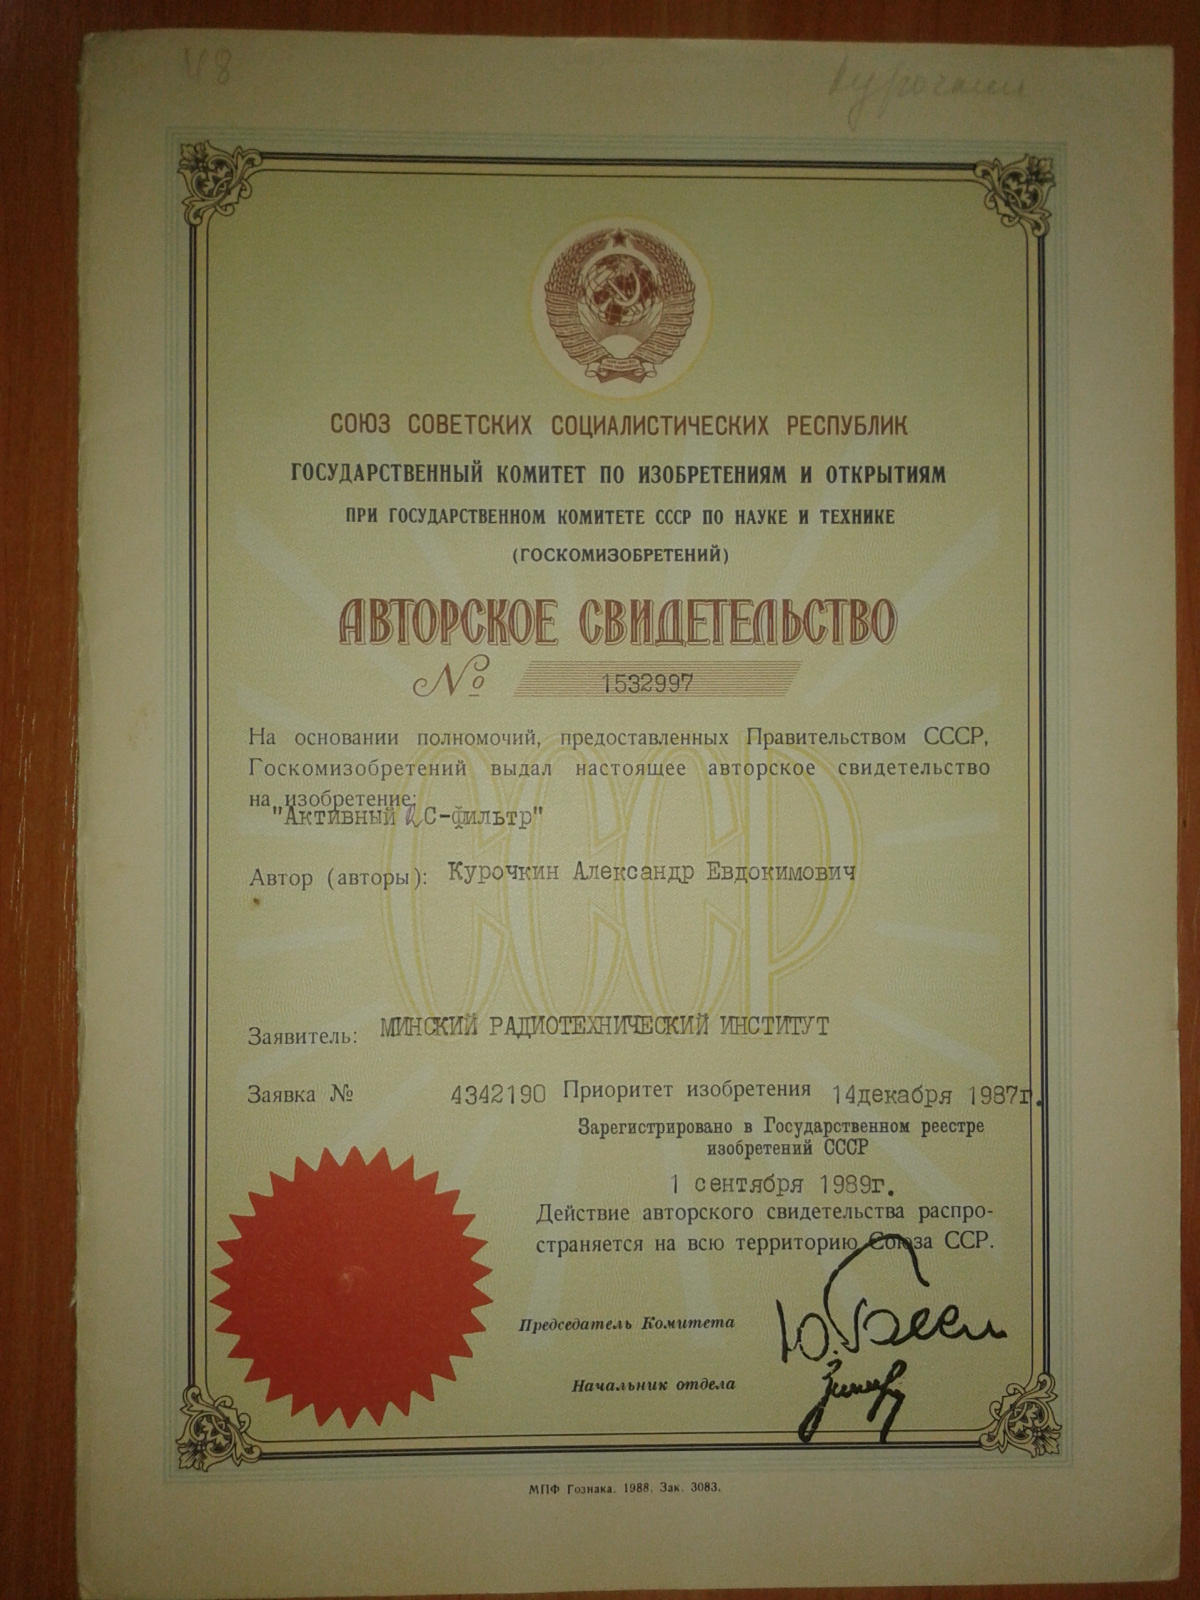 48
Курочкин
СОЮЗ СОВЕТСКИХ СОЦИАЛИСТИЧЕСКИХ РЕСПУБЛИК
ГОСУДАРСТВЕННЫЙ КОМИТЕТ ПО ИЗОБРЕТЕНИЯМ И ОТКРЫТИЯМ
ПРИ ГОСУДАРСТВЕННОМ КОМИТЕТЕ СССР ПО НАУКЕ И ТЕХНИКЕ
(ГОСКОМИЗОБРЕТЕНИЙ)
АВТОРСКОЕ СВИДЕТЕЛЬСТВО
№ 1532997
На основании полномочий, предоставленных Правительством СССР,
Госкомизобретений выдал настоящее авторское свидетельство
на изобретение:
"Активный RС-фильтр"
Автор (авторы): Курочкин Александр Евдокимович
СССР
Заявитель: МИНСКИЙ РАДИОТЕХНИЧЕСКИЙ ИНСТИТУТ
Заявка № 4342190 Приоритет изобретения 14декабря 1987г.
Зарегистрировано в Государственном реестре
изобретений СССР
1 сентября 1989г.
Действие авторского свидетельства распро-
страняется на всю территорию Союза ССР.
Председатель Комитета
Начальник отдела
МПФ Гознака. 1988. Зак. 3083.